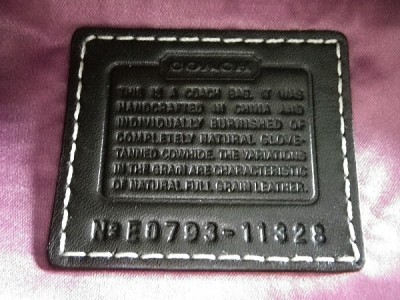 COACH
THIS IS A COACH BAG. IT WAS
HANDCRAFTED IN CHINA AND
INDIVIDUALLY BURNISHED OF
COMPLETELY NATURAL GLOVE-
TANNED COWHIDE. THE VARIATIONS
IN THE GRAIN ARE CHARACTERISTIC
OF NATURAL FULL GRAIN LEATHER.
No E0793-11328